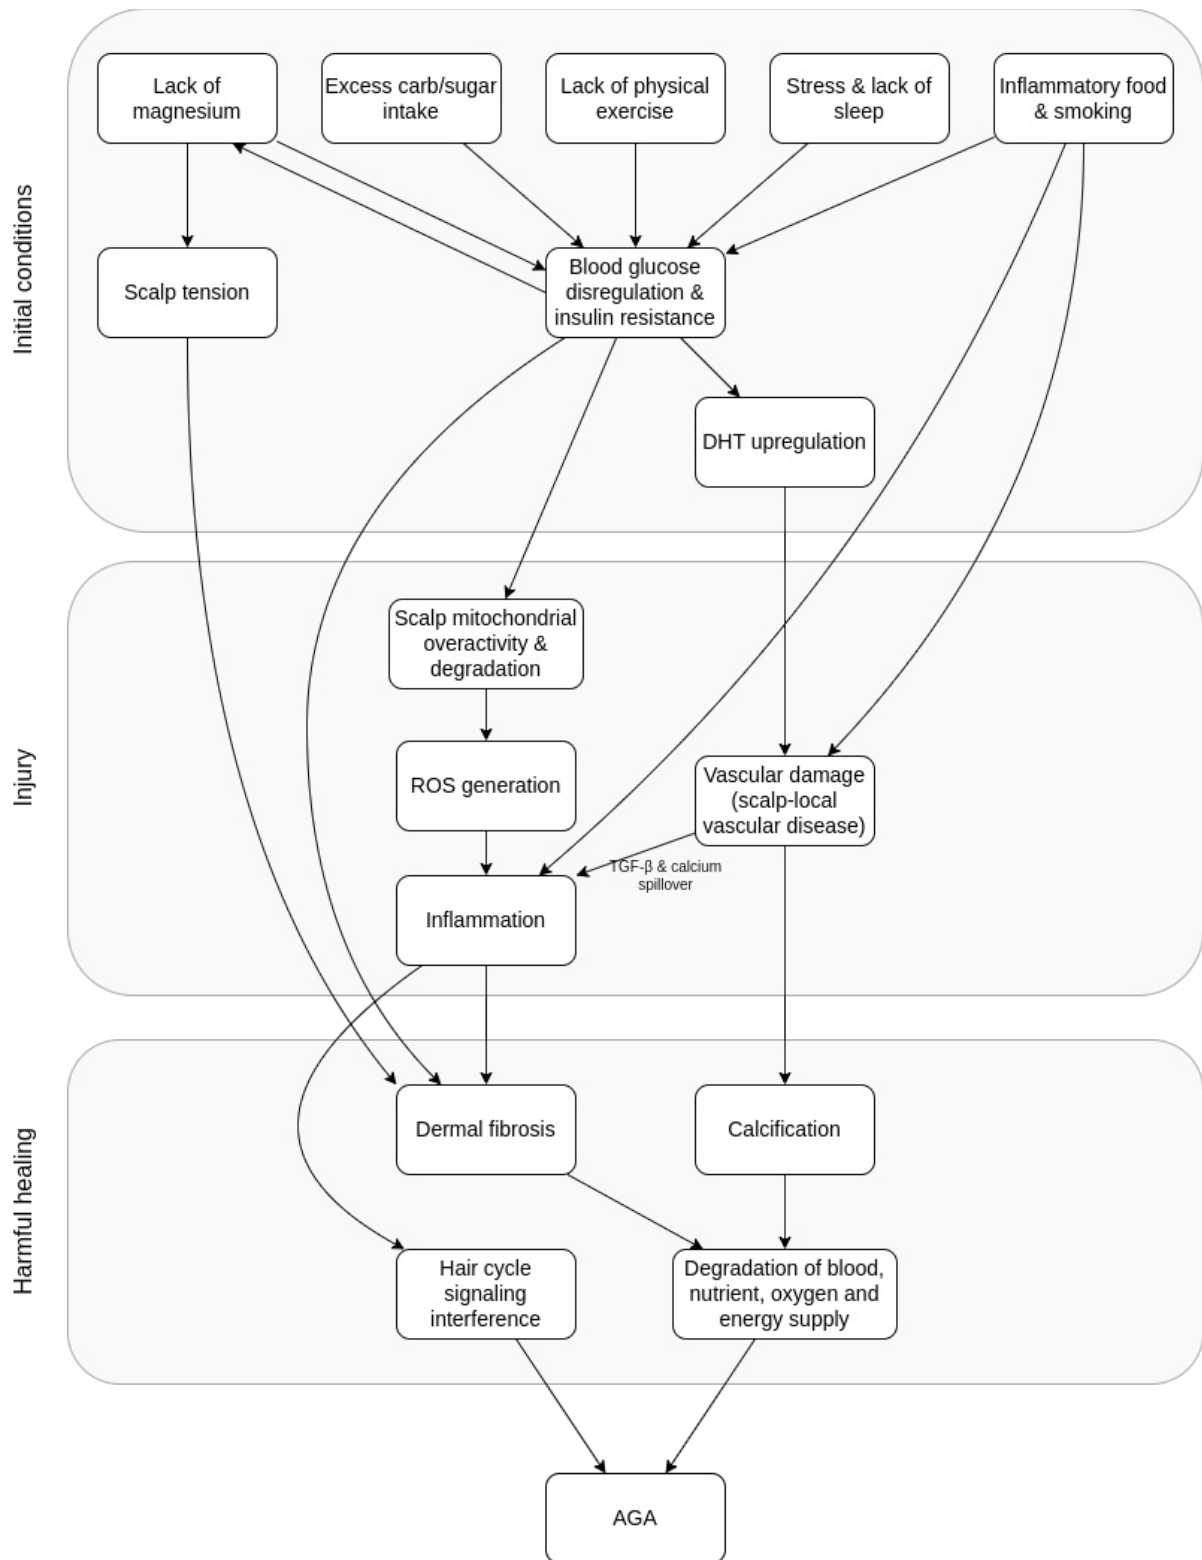 Initial conditions
Lack of
magnesium
Excess carb/sugar
intake
Lack of physical
exercise
Stress & lack of
sleep
Inflammatory food
& smoking
Scalp tension
Blood glucose
disregulation &
insulin resistance
DHT upregulation
Injury
Scalp mitochondrial
overactivity &
degradation
ROS generation
Vascular damage
(scalp-local
vascular disease)
TGF-β & calcium
spillover
Inflammation
Harmful healing
Dermal fibrosis
Calcification
Hair cycle
signaling
interference
Degradation of blood,
nutrient, oxygen and
energy supply
AGA